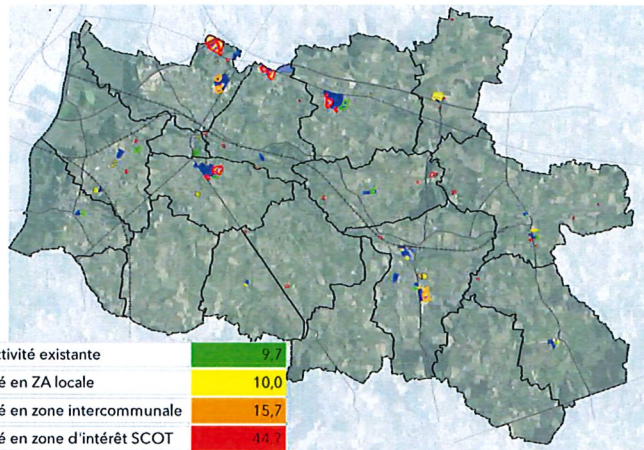 tivité existante 9,7
é en ZA locale 10,0
é en zone intercommunale 15,7
é en zone d'intérêt SCOT 44,7